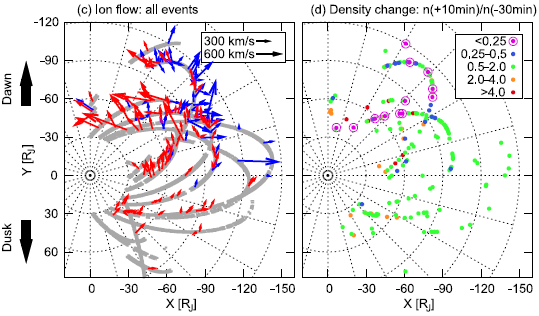 (c) Ion flow: all events
(d) Density change: n(+10min)/n(-30min)
300 km/s
600 km/s
<0.25
0.25-0.5
0.5-2.0
2.0-4.0
>4.0
Dawn
Dusk
Y [RJ]
-120
-90
-60
-30
0
30
60
0 -30 -60 -90 -120 -150
0 -30 -60 -90 -120 -150
X [RJ]
X [RJ]